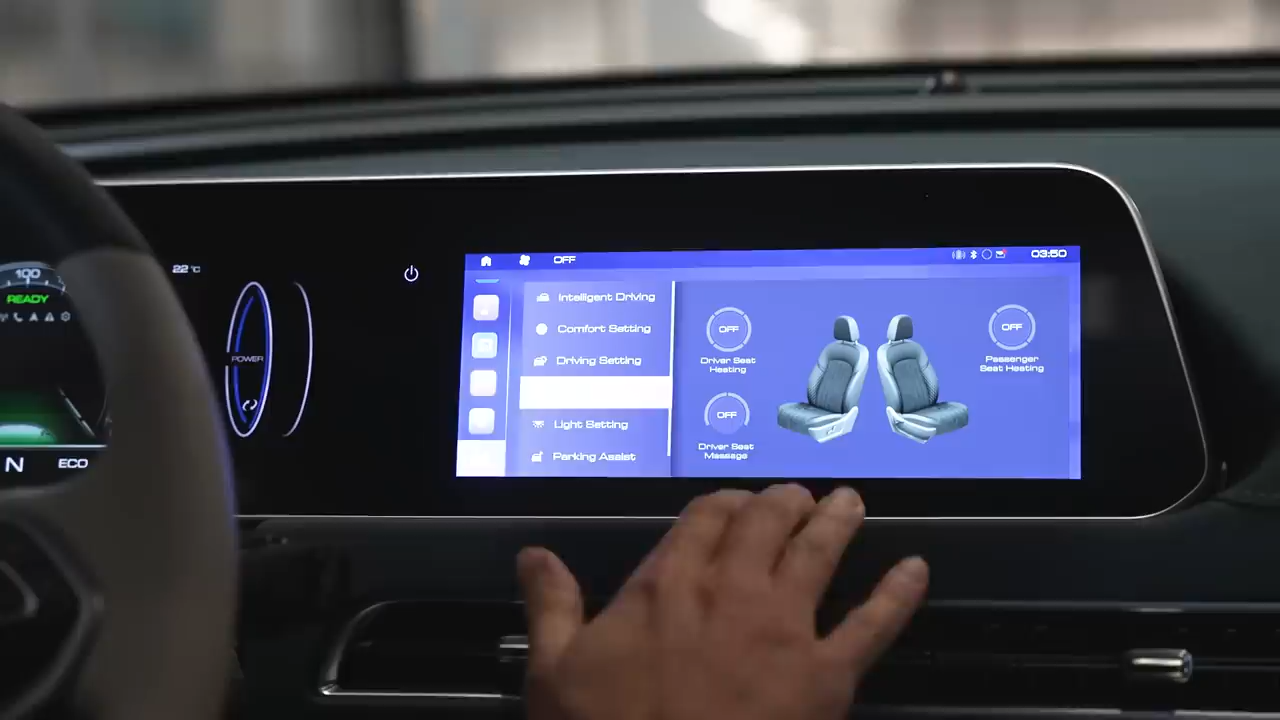 100
READY
N
ECO
22°C
POWER
OFF
03:50
Intelligent Driving
Comfort Setting
Driving Setting
Light Setting
Parking Assist
OFF
Driver Seat
Heating
OFF
Driver Seat
Massage
OFF
Passenger
Seat Heating